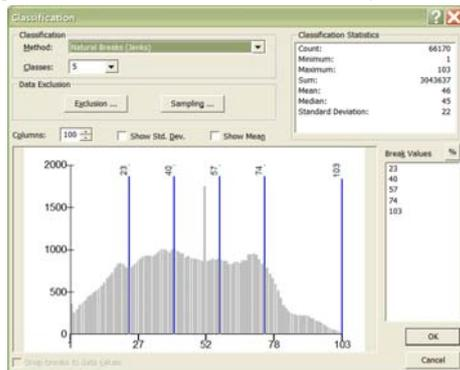 Classification
Classification
Method: Natural Breaks (Jenks)
Classes: 5
Data Exclusion
Exclusion ... Sampling ...
Classification Statistics
Count: 66170
Minimum: 1
Maximum: 103
Sum: 3043637
Mean: 46
Median: 45
Standard Deviation: 22
Columns: 100 Show Std. Dev. Show Mean
Break Values %
23
40
57
74
103
23 40 57 74 103
2000
1500
1000
500
0
1 27 52 78 103
Snap breaks to data values
OK
Cancel